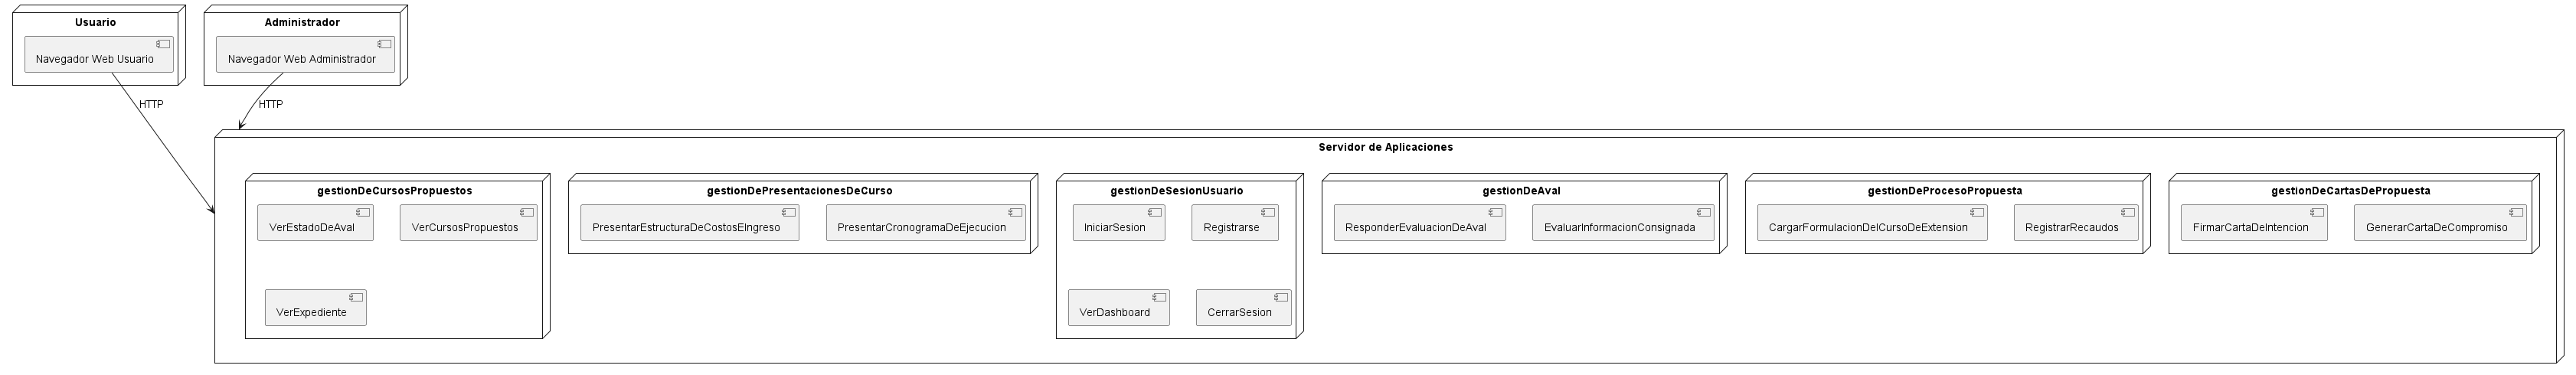 Usuario
Navegador Web Usuario
Administrador
Navegador Web Administrador
HTTP
HTTP
Servidor de Aplicaciones
gestionDeCursosPropuestos
VerEstadoDeAval
VerCursosPropuestos
VerExpediente
gestionDePresentacionesDeCurso
PresentarEstructuraDeCostosEIngreso
PresentarCronogramaDeEjecucion
gestionDeSesionUsuario
IniciarSesion
Registrarse
VerDashboard
CerrarSesion
gestionDeAval
ResponderEvaluacionDeAval
EvaluarInformacionConsignada
gestionDeProcesoPropuesta
CargarFormulacionDelCursoDeExtension
RegistrarRecaudos
gestionDeCartasDePropuesta
FirmarCartaDeIntencion
GenerarCartaDeCompromiso